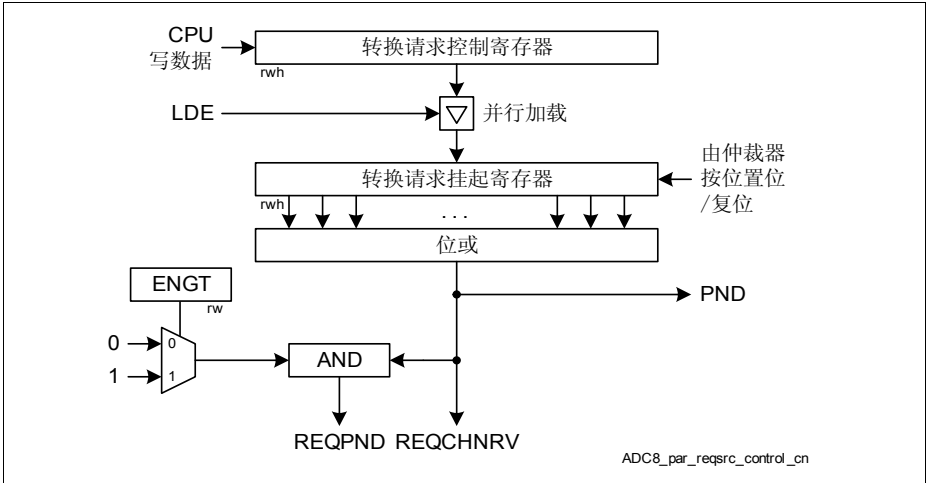 CPU
写数据
转换请求控制寄存器
rwh
LDE
并行加载
由仲裁器
按位置位
/复位
转换请求挂起寄存器
rwh
...
位或
ENGT
rw
PND
0
0
1
1
AND
REQPND
REQCHNRV
ADC8_par_reqsrc_control_cn